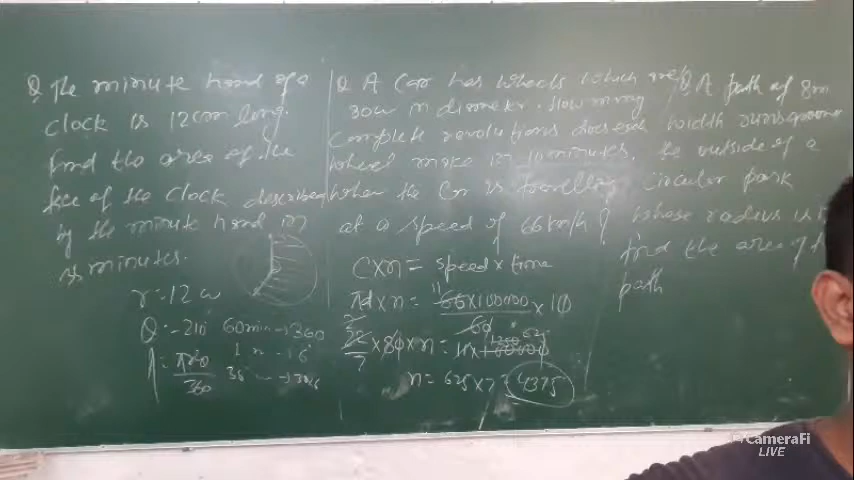 Q The minute hand of a
clock is 12cm long.
find the area of the
face of the clock described
by the minute hand in
35 minutes.
r = 12 cm
θ = 210 60min → 360
1 " - 6
A = πr²θ / 360
35
Q A Car has wheels which are
80cm in diameter. How many
Complete revolutions does each
wheel make in 10 minutes.
when the Car is travelling
at a speed of 66 km/h?
C×n = speed × time
πd×n = 66×100000 / 60 × 10
22/7 ×80×n = 11×100000
n = 625×7 = 4375
Q A path of 8m
width runs around
the outside of a
Circular park
whose radius is
find the area of
path
CameraFi
LIVE